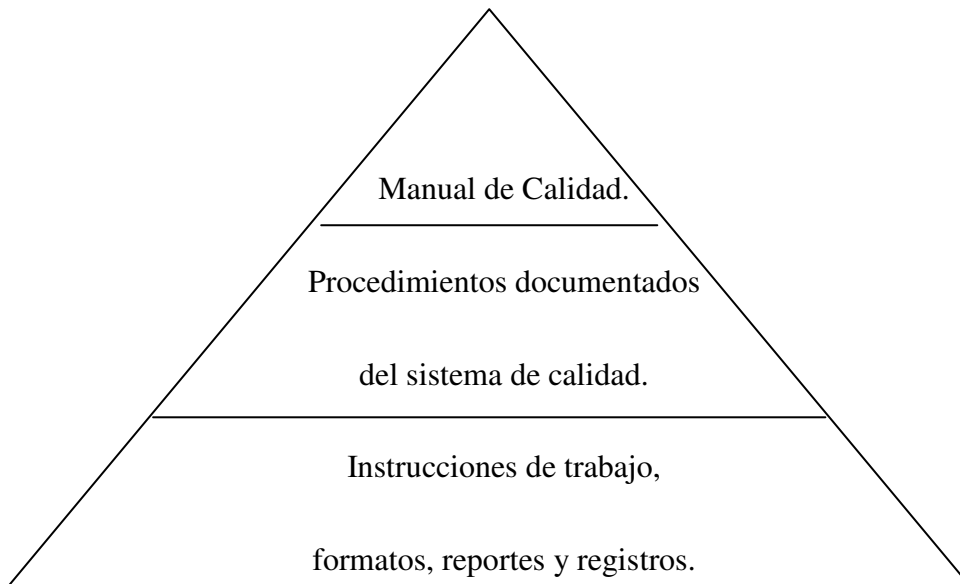 Manual de Calidad.
Procedimientos documentados
del sistema de calidad.
Instrucciones de trabajo,
formatos, reportes y registros.